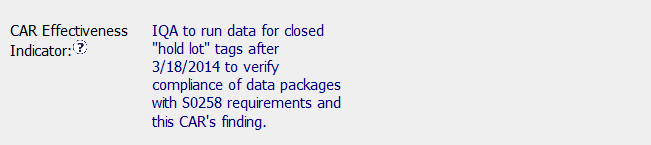 CAR Effectiveness IQA to run data for closed
Indicator:? "hold lot" tags after
3/18/2014 to verify
compliance of data packages
with S0258 requirements and
this CAR's finding.